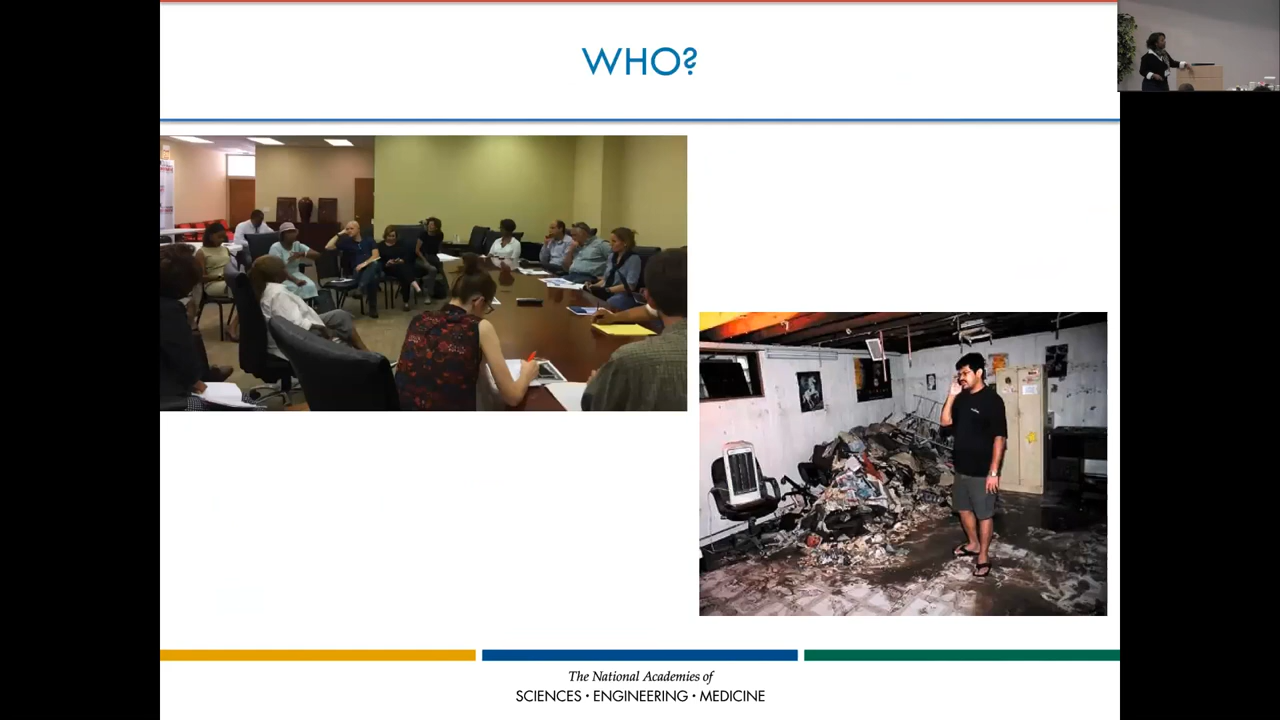 WHO?
The National Academies of
SCIENCES · ENGINEERING · MEDICINE